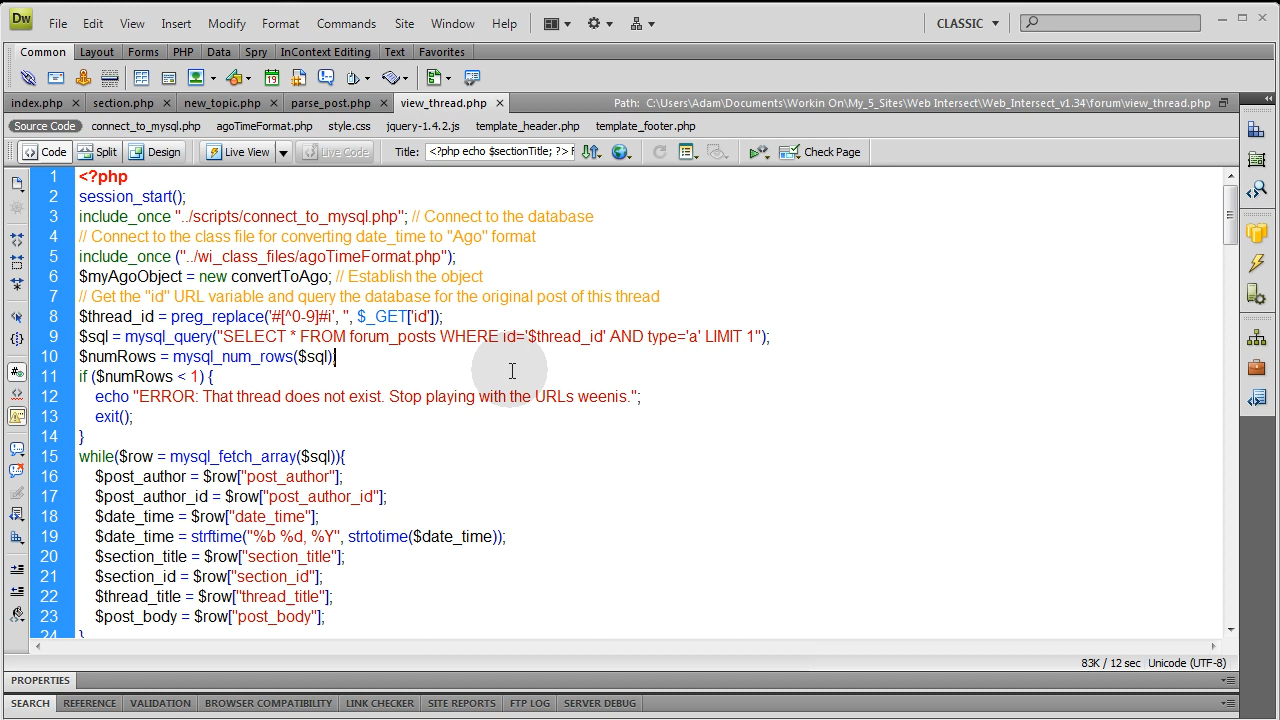 Dw File Edit View Insert Modify Format Commands Site Window Help CLASSIC
Common Layout Forms PHP Data Spry InContext Editing Text Favorites
index.php section.php new_topic.php parse_post.php view_thread.php Path: C:\Users\Adam\Documents\Workin On\My_5_Sites\Web Intersect\Web_Intersect_v1.34\forum\view_thread.php
Source Code connect_to_mysql.php agoTimeFormat.php style.css jquery-1.4.2.js template_header.php template_footer.php
Code Split Design Live View Live Code Title: <?php echo $sectionTitle; ?> F Check Page
1 <?php
2 session_start();
3 include_once "../scripts/connect_to_mysql.php"; // Connect to the database
4 // Connect to the class file for converting date_time to "Ago" format
5 include_once ("../wi_class_files/agoTimeFormat.php");
6 $myAgoObject = new convertToAgo; // Establish the object
7 // Get the "id" URL variable and query the database for the original post of this thread
8 $thread_id = preg_replace('#[^0-9]#i', '', $_GET['id']);
9 $sql = mysql_query("SELECT * FROM forum_posts WHERE id='$thread_id' AND type='a' LIMIT 1");
10 $numRows = mysql_num_rows($sql);
11 if ($numRows < 1) {
12 echo "ERROR: That thread does not exist. Stop playing with the URLs weenis.";
13 exit();
14 }
15 while($row = mysql_fetch_array($sql)){
16 $post_author = $row["post_author"];
17 $post_author_id = $row["post_author_id"];
18 $date_time = $row["date_time"];
19 $date_time = strftime("%b %d, %Y", strtotime($date_time));
20 $section_title = $row["section_title"];
21 $section_id = $row["section_id"];
22 $thread_title = $row["thread_title"];
23 $post_body = $row["post_body"];
24 }
83K / 12 sec Unicode (UTF-8)
PROPERTIES
SEARCH REFERENCE VALIDATION BROWSER COMPATIBILITY LINK CHECKER SITE REPORTS FTP LOG SERVER DEBUG